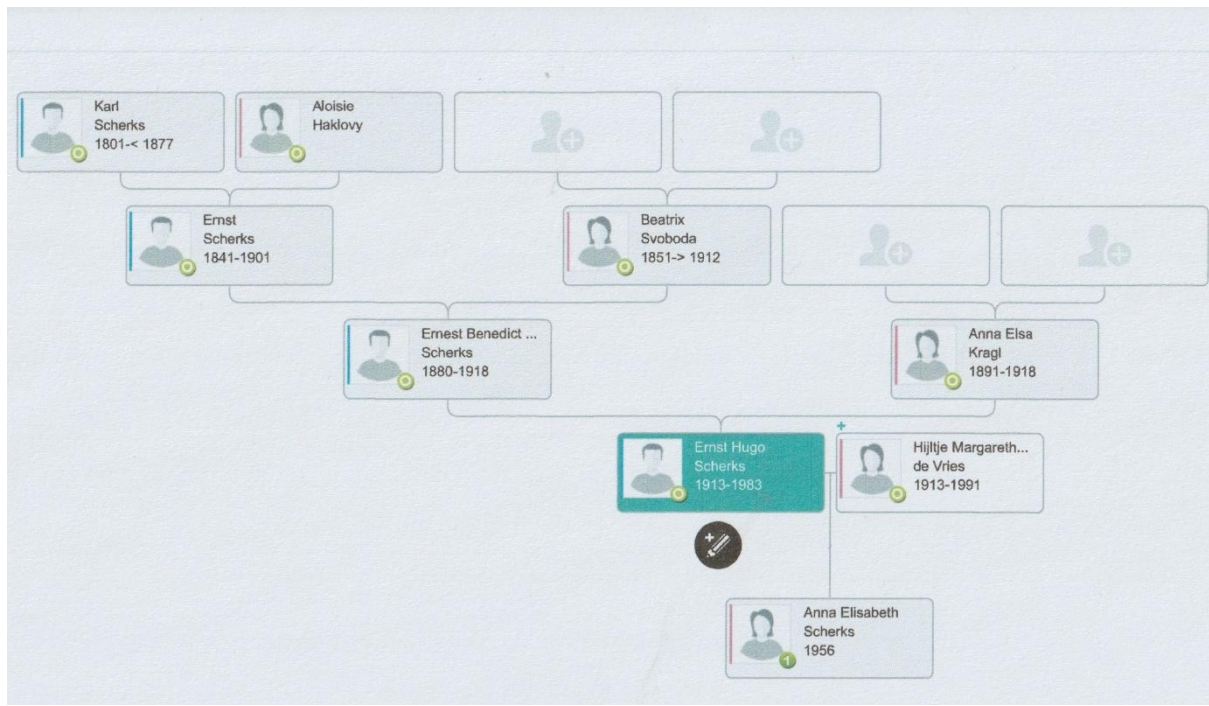 Karl
Scherks
1801-< 1877
Aloisie
Haklovy
Ernst
Scherks
1841-1901
Beatrix
Svoboda
1851-> 1912
Ernest Benedict ...
Scherks
1880-1918
Anna Elsa
Kragl
1891-1918
Ernst Hugo
Scherks
1913-1983
Hijltje Margareth...
de Vries
1913-1991
Anna Elisabeth
Scherks
1956
1